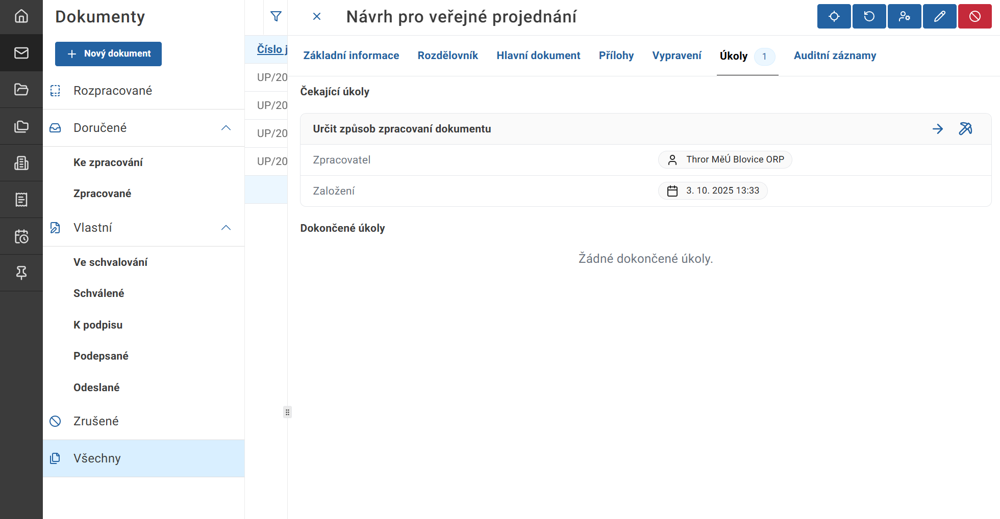 Dokumenty
Nový dokument
Rozpracované
Doručené
Ke zpracování
Zpracované
Vlastní
Ve schvalování
Schválené
K podpisu
Podepsané
Odeslané
Zrušené
Všechny
Číslo j
UP/20
UP/20
UP/20
UP/20
Návrh pro veřejné projednání
Základní informace Rozdělovník Hlavní dokument Přílohy Vypravení Úkoly 1 Auditní záznamy
Čekající úkoly
Určit způsob zpracovaní dokumentu
Zpracovatel Thror MěÚ Blovice ORP
Založení 3. 10. 2025 13:33
Dokončené úkoly
Žádné dokončené úkoly.